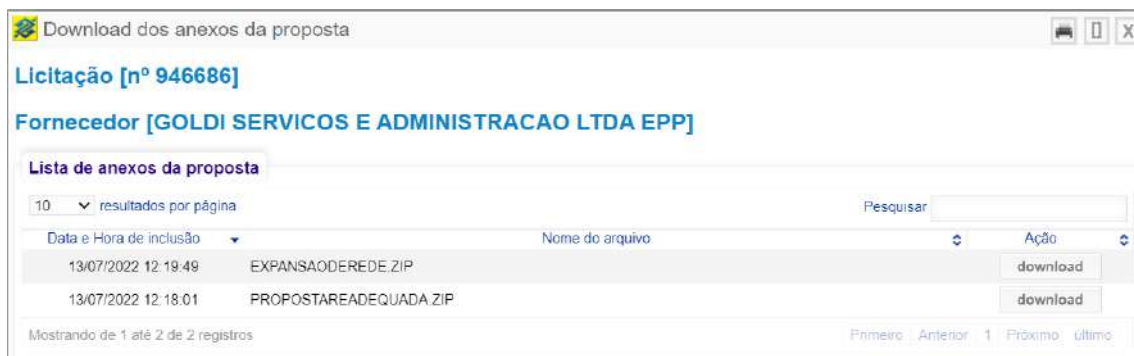 Download dos anexos da proposta
X
Licitação [nº 946686]
Fornecedor [GOLDI SERVICOS E ADMINISTRACAO LTDA EPP]
Lista de anexos da proposta
10 resultados por página Pesquisar
Data e Hora de inclusão Nome do arquivo Ação
13/07/2022 12:19:49 EXPANSAODEREDE.ZIP download
13/07/2022 12:18:01 PROPOSTAREADEQUADA.ZIP download
Mostrando de 1 até 2 de 2 registros Primeiro Anterior 1 Próximo último